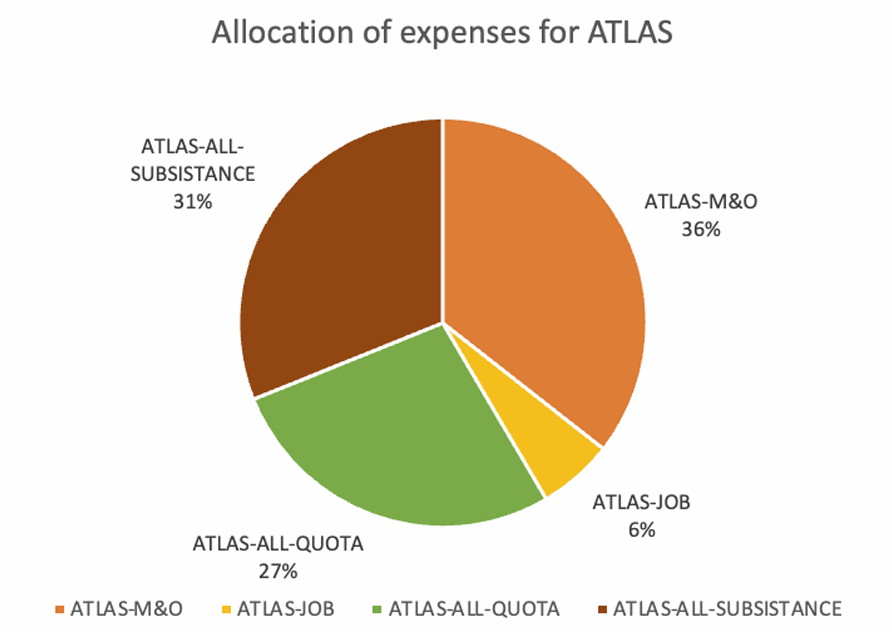 Allocation of expenses for ATLAS
ATLAS-ALL-
SUBSISTANCE
31%
ATLAS-M&O
36%
ATLAS-JOB
6%
ATLAS-ALL-QUOTA
27%
ATLAS-M&O ATLAS-JOB ATLAS-ALL-QUOTA ATLAS-ALL-SUBSISTANCE